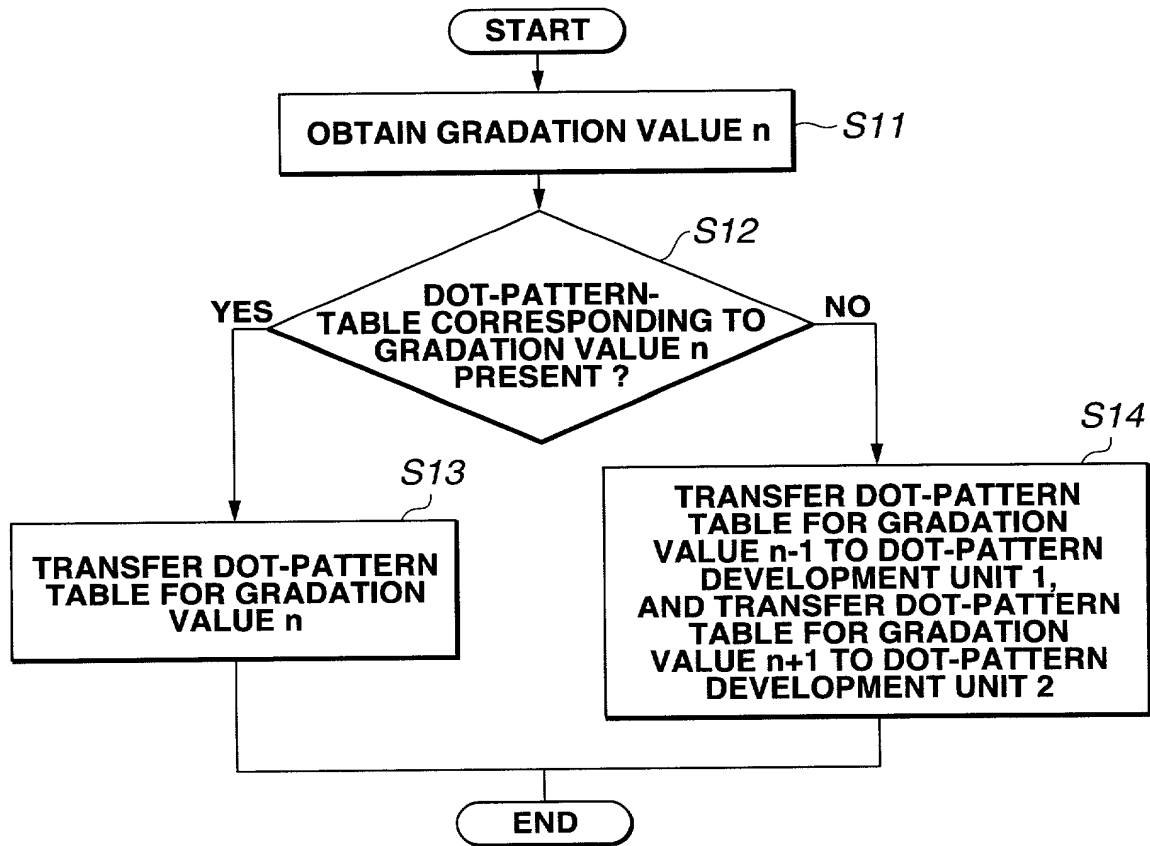 START
OBTAIN GRADATION VALUE n
S11
S12
DOT-PATTERN-
TABLE CORRESPONDING TO
GRADATION VALUE n
PRESENT ?
YES
NO
S13
TRANSFER DOT-PATTERN
TABLE FOR GRADATION
VALUE n
S14
TRANSFER DOT-PATTERN
TABLE FOR GRADATION
VALUE n-1 TO DOT-PATTERN
DEVELOPMENT UNIT 1,
AND TRANSFER DOT-PATTERN
TABLE FOR GRADATION
VALUE n+1 TO DOT-PATTERN
DEVELOPMENT UNIT 2
END